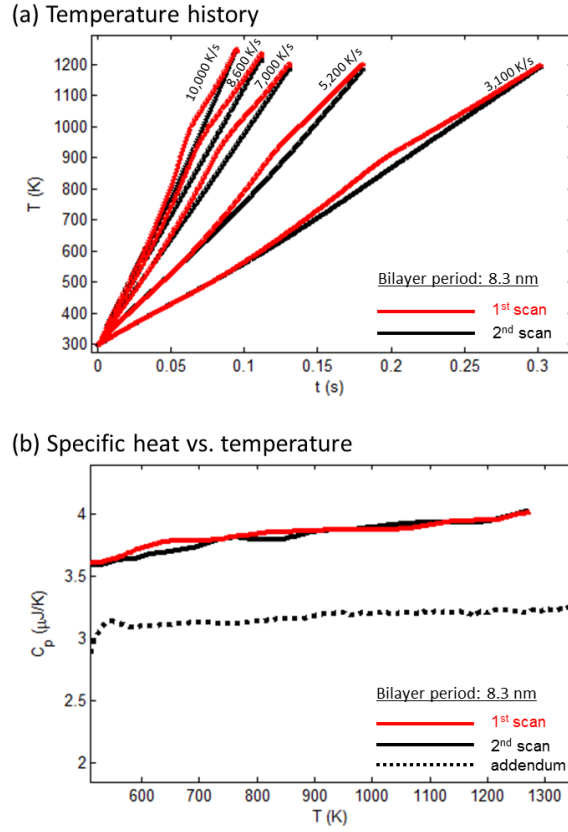 (a) Temperature history
10,000 K/s
8,600 K/s
7,000 K/s
5,200 K/s
3,100 K/s
1200
1100
1000
900
800
700
600
500
400
300
T (K)
Bilayer period: 8.3 nm
1st scan
2nd scan
0 0.05 0.1 0.15 0.2 0.25 0.3
t (s)
(b) Specific heat vs. temperature
4
3.5
3
2.5
2
Cp (μJ/K)
Bilayer period: 8.3 nm
1st scan
2nd scan
addendum
600 700 800 900 1000 1100 1200 1300
T (K)